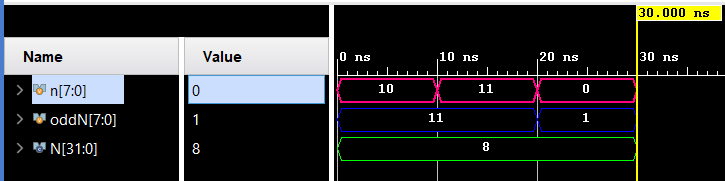 30.000 ns
Name Value 0 ns 10 ns 20 ns 30 ns
n[7:0] 0 10 11 0
oddN[7:0] 1 11 1
N[31:0] 8 8